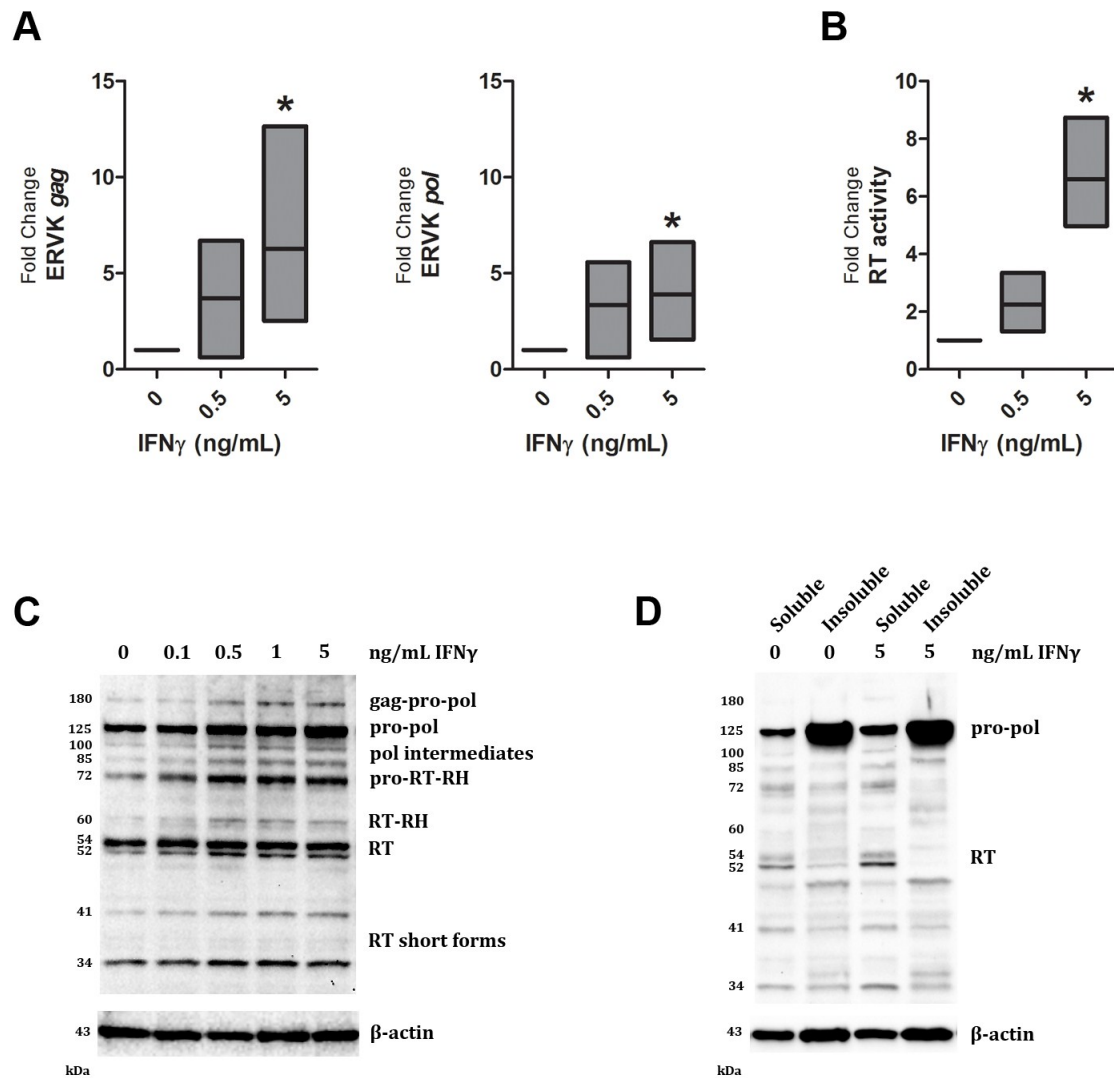 A
B
15
10
5
0
Fold Change
ERVK gag
*
0
0.5
5
IFNγ (ng/mL)
15
10
5
0
Fold Change
ERVK pol
*
0
0.5
5
IFNγ (ng/mL)
10
8
6
4
2
0
Fold Change
RT activity
*
0
0.5
5
IFNγ (ng/mL)
C
0 0.1 0.5 1 5 ng/mL IFNγ
180
125
100
85
72
60
54
52
41
34
gag-pro-pol
pro-pol
pol intermediates
pro-RT-RH
RT-RH
RT
RT short forms
43
β-actin
kDa
D
Soluble
Insoluble
Soluble
Insoluble
0 0 5 5 ng/mL IFNγ
180
125
100
85
72
60
54
52
41
34
pro-pol
RT
43
β-actin
kDa